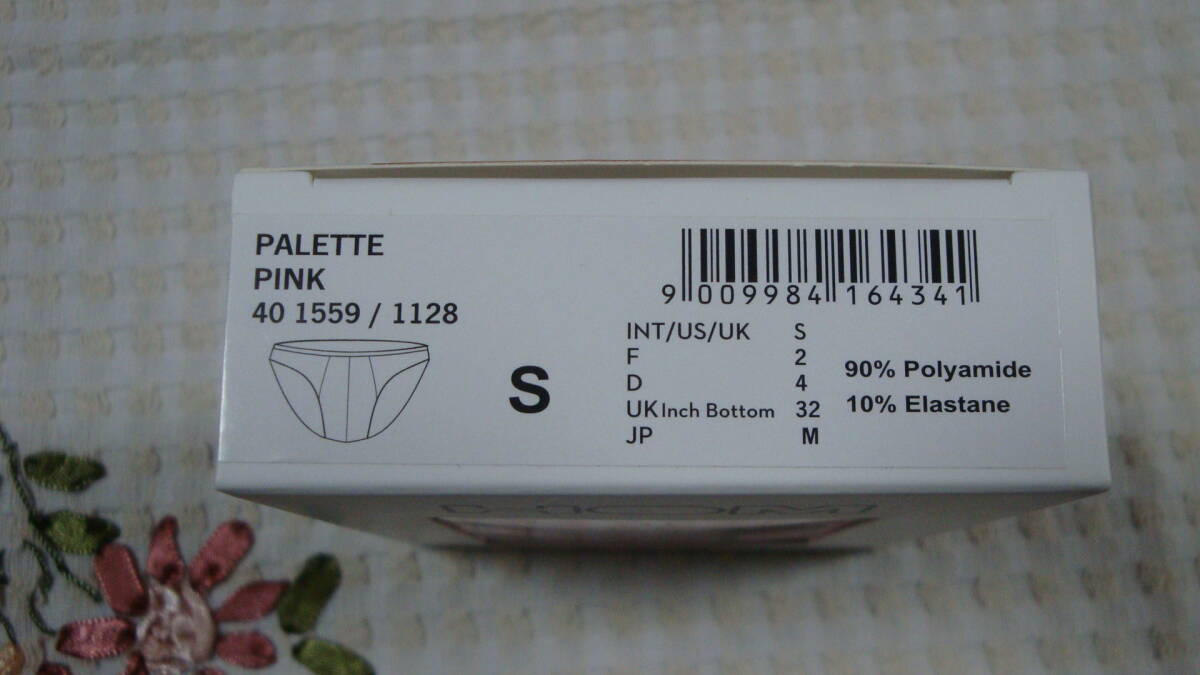 PALETTE
PINK
40 1559 / 1128
S
9 009984 164341
INT/US/UK S
F 2
D 4
UK Inch Bottom 32
JP M
90% Polyamide
10% Elastane
HOM